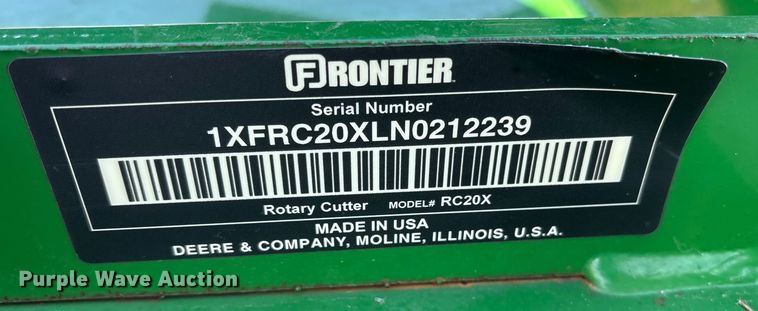 FRONTIER
Serial Number
1XFRC20XLN0212239
Rotary Cutter MODEL# RC20X
MADE IN USA
DEERE & COMPANY, MOLINE, ILLINOIS, U.S.A.
Purple Wave Auction